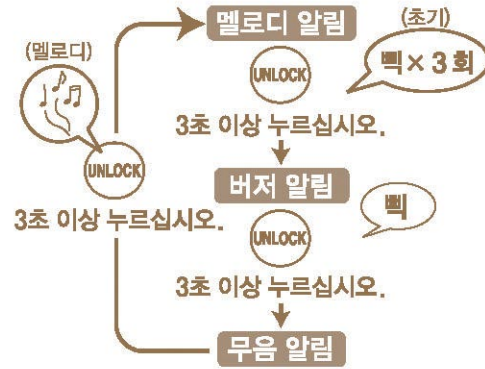 멜로디 알림
(초기)
(멜로디)
UNLOCK
삑×3회
3초 이상 누르십시오.
UNLOCK
버저 알림
3초 이상 누르십시오.
UNLOCK
삑
3초 이상 누르십시오.
무음 알림